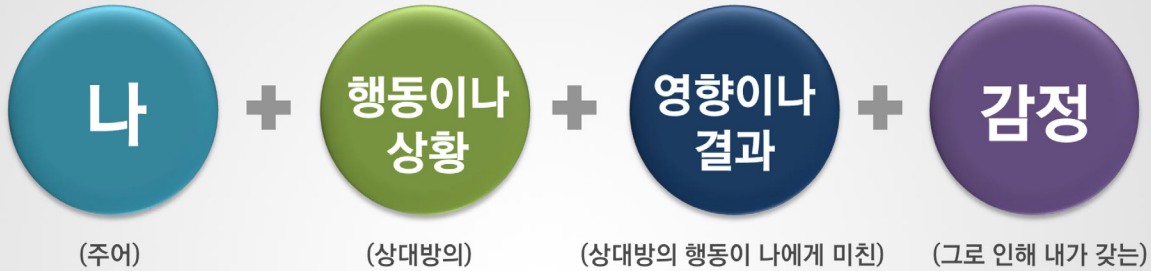 나
행동이나
상황
영향이나
결과
감정
(주어)
(상대방의)
(상대방의 행동이 나에게 미친)
(그로 인해 내가 갖는)